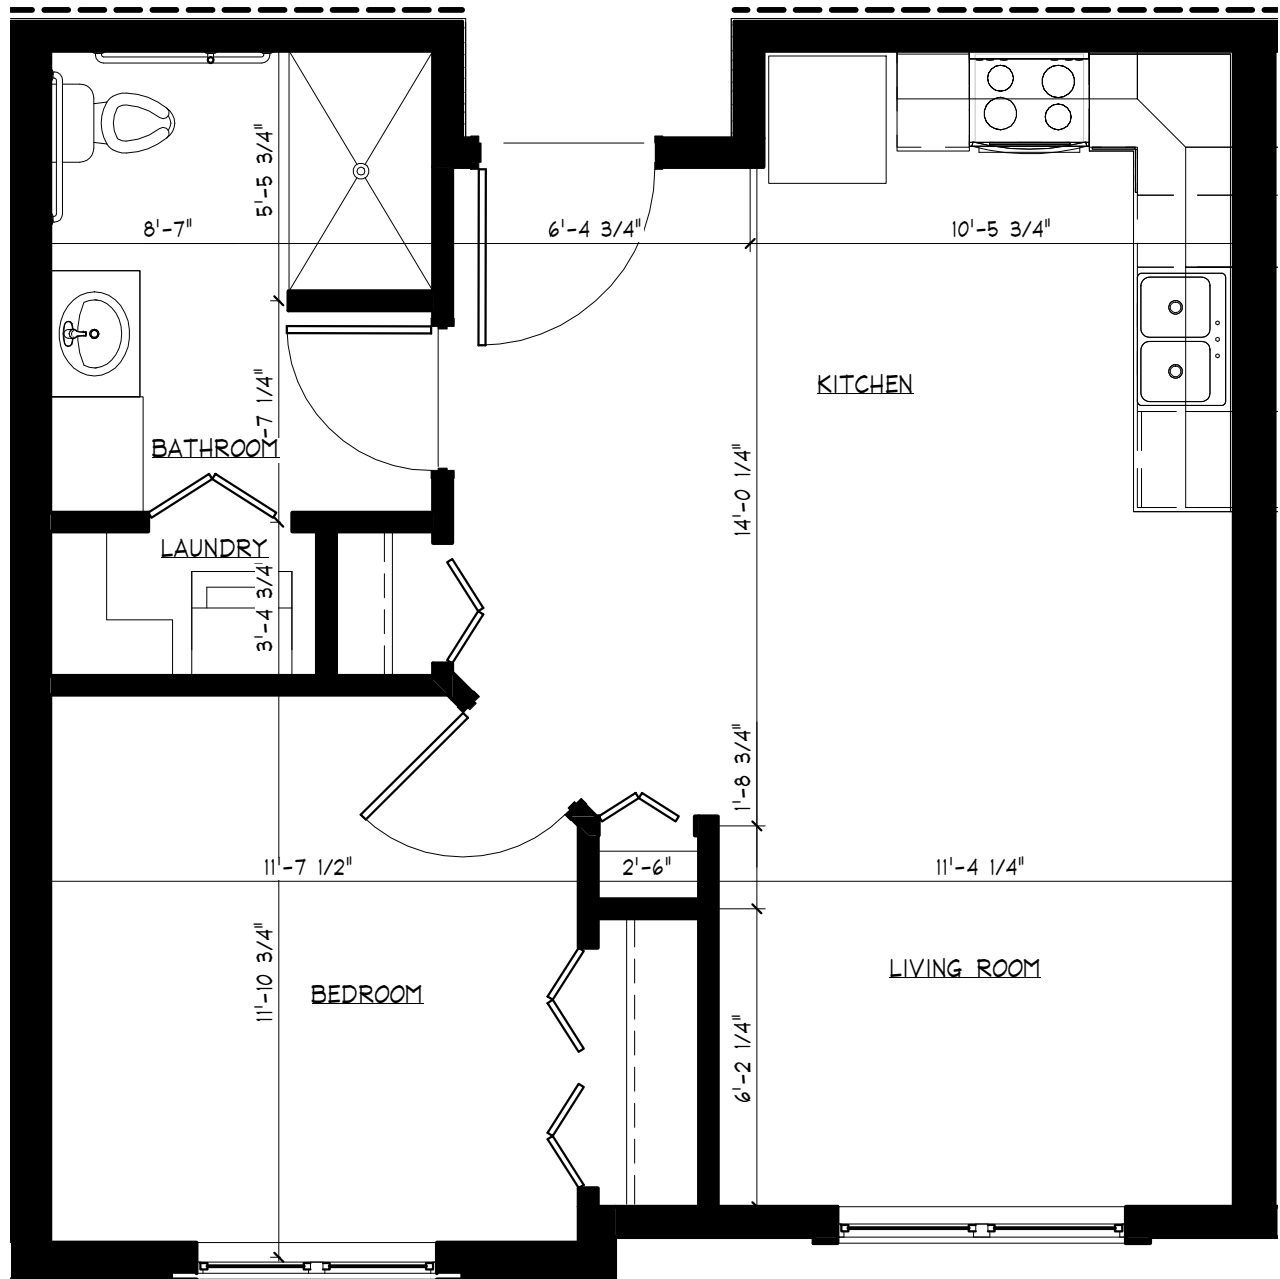 5'-5 3/4"
8'-7"
6'-4 3/4"
10'-5 3/4"
KITCHEN
-7 1/4"
BATHROOM
14'-0 1/4"
LAUNDRY
3'-4 3/4"
1'-8 3/4"
11'-7 1/2"
2'-6"
11'-4 1/4"
11'-10 3/4"
LIVING ROOM
BEDROOM
6'-2 1/4"